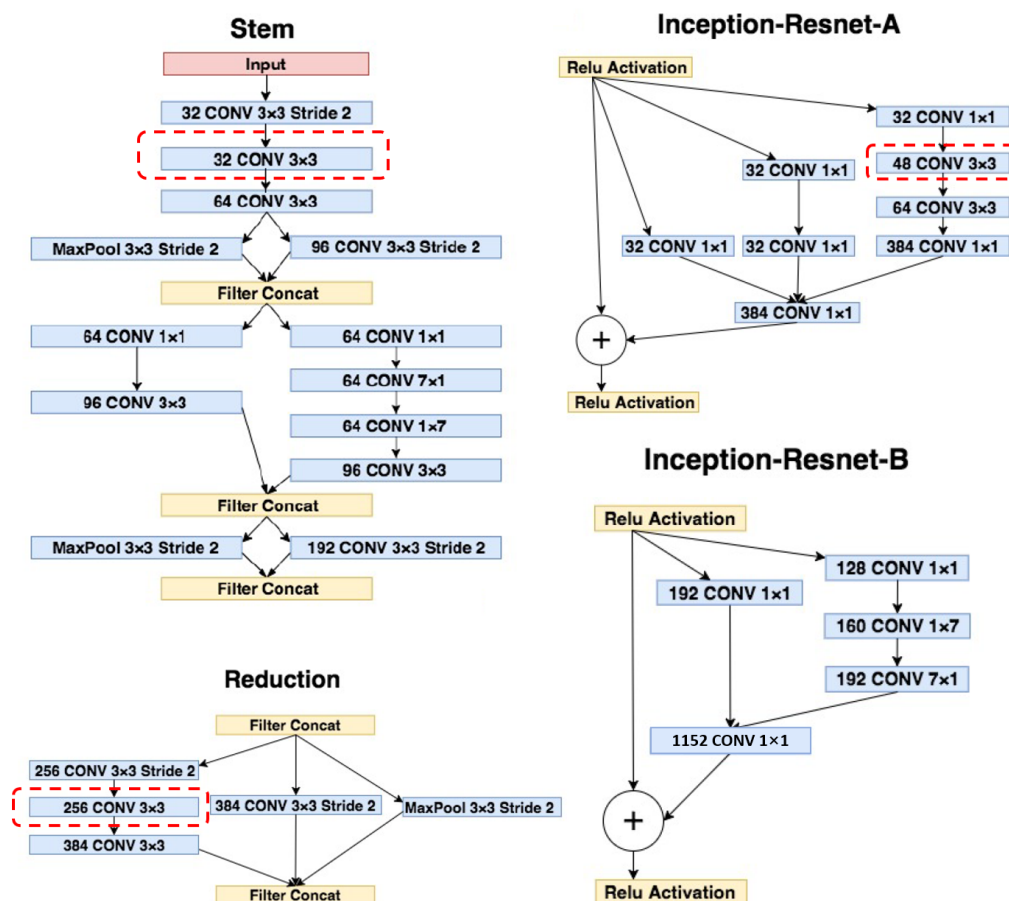 Stem
Input
32 CONV 3×3 Stride 2
32 CONV 3×3
64 CONV 3×3
MaxPool 3×3 Stride 2
96 CONV 3×3 Stride 2
Filter Concat
64 CONV 1×1
64 CONV 1×1
64 CONV 7×1
96 CONV 3×3
64 CONV 1×7
96 CONV 3×3
Filter Concat
MaxPool 3×3 Stride 2
192 CONV 3×3 Stride 2
Filter Concat
Inception-Resnet-A
Relu Activation
32 CONV 1×1
48 CONV 3×3
32 CONV 1×1
64 CONV 3×3
32 CONV 1×1
32 CONV 1×1
384 CONV 1×1
384 CONV 1×1
+
Relu Activation
Reduction
Filter Concat
256 CONV 3×3 Stride 2
256 CONV 3×3
384 CONV 3×3 Stride 2
MaxPool 3×3 Stride 2
384 CONV 3×3
Filter Concat
Inception-Resnet-B
Relu Activation
128 CONV 1×1
192 CONV 1×1
160 CONV 1×7
192 CONV 7×1
1152 CONV 1×1
+
Relu Activation